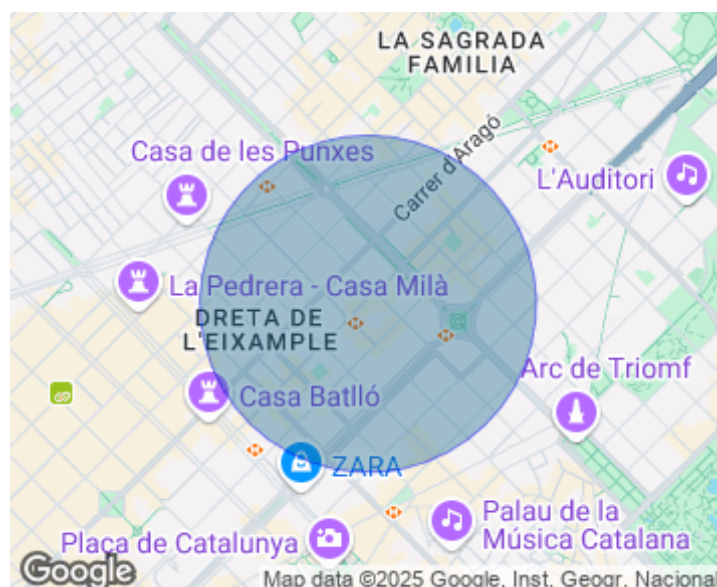 LA SAGRADA
FAMILIA
Casa de les Punxes
Carrer d'Aragó
L'Auditori
La Pedrera - Casa Milà
DRETA DE
L'EIXAMPLE
Arc de Triomf
Casa Batlló
ZARA
Palau de la
Música Catalana
Plaça de Catalunya
Google
Map data ©2025 Google, Inst. Geogr. Nacional